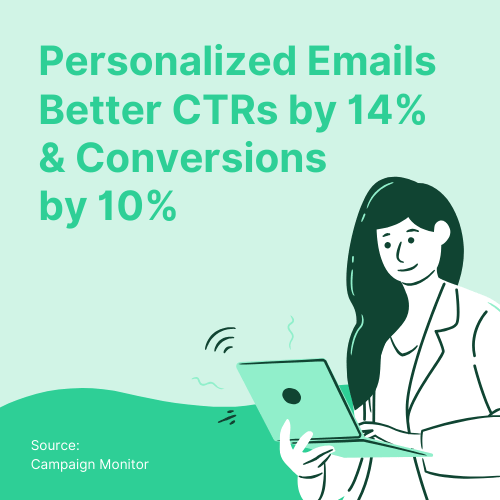 Personalized Emails
Better CTRs by 14%
& Conversions
by 10%
Source:
Campaign Monitor